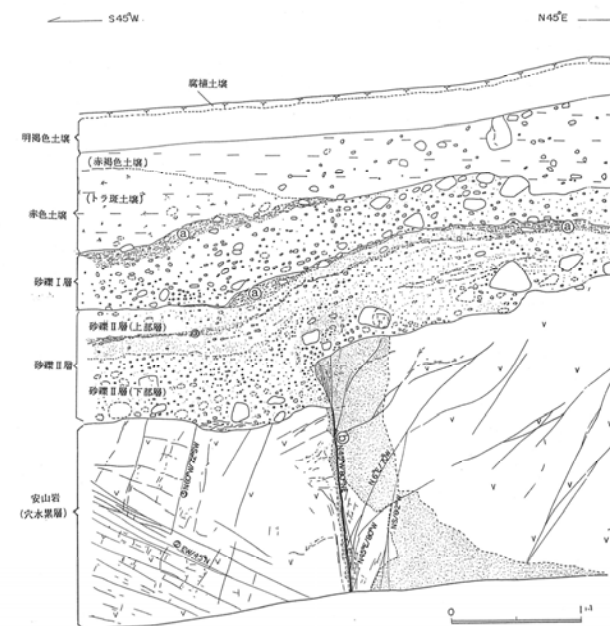 S45°W
N45°E
腐植土壌
明褐色土壌
(赤褐色土壌)
(トラ斑土壌)
赤色土壌
ⓐ
ⓐ
ⓐ
砂礫Ⅰ層
砂礫Ⅱ層(上部層)
砂礫Ⅱ層
砂礫Ⅱ層(下部層)
安山岩
(穴水累層)
0